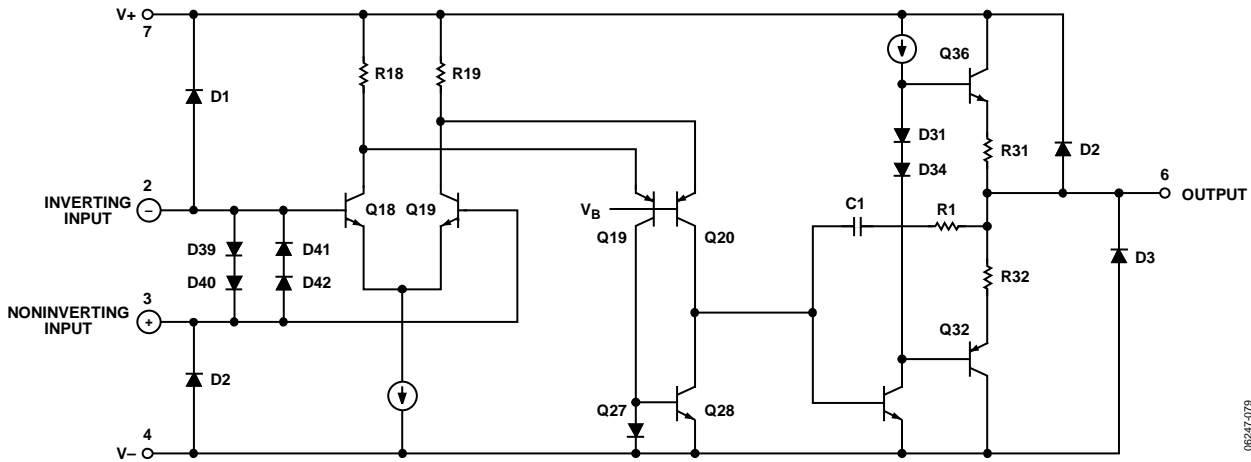 V+
7
R18
R19
Q36
D1
D31
R31
D2
D34
6
OUTPUT
2
INVERTING
INPUT
−
Q18
Q19
VB
Q19
Q20
C1
R1
D39
D41
D40
D42
D3
R32
3
NONINVERTING
INPUT
+
Q32
D2
Q27
Q28
4
V−
06247-079